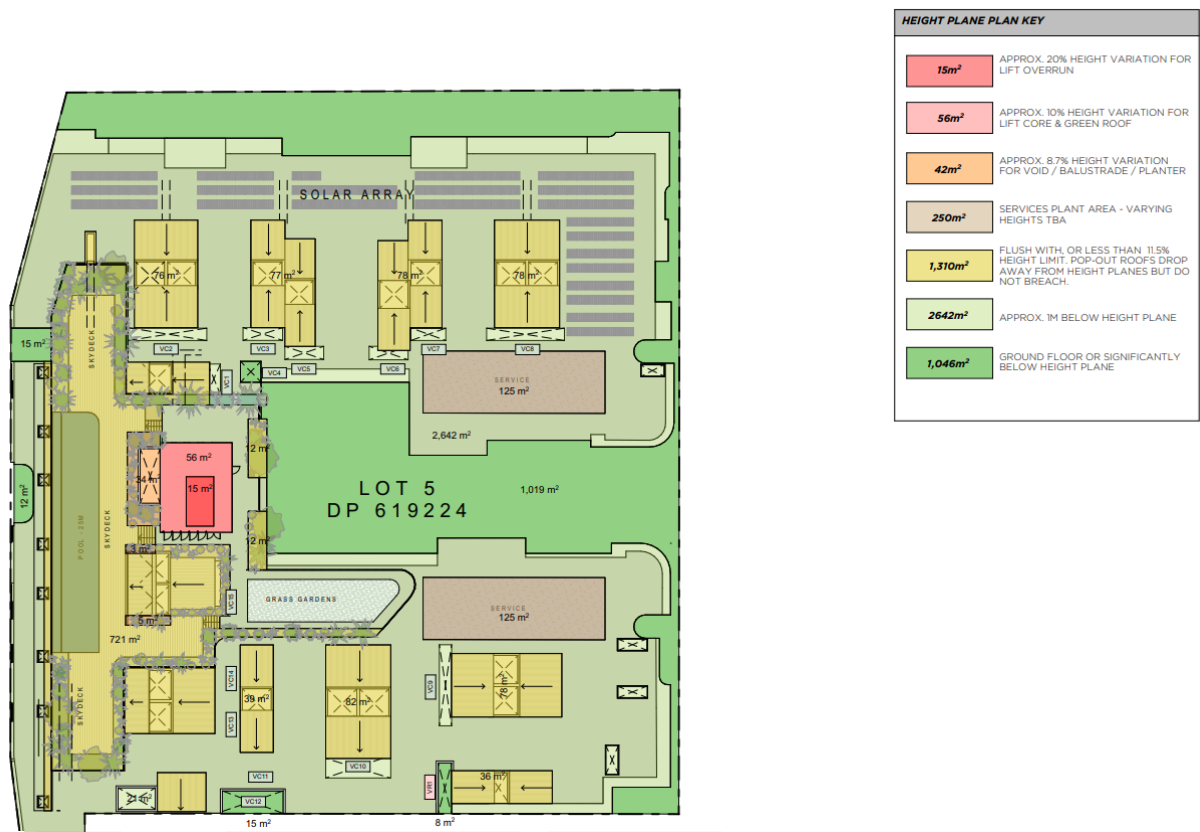 HEIGHT PLANE PLAN KEY
15m²
APPROX. 20% HEIGHT VARIATION FOR
LIFT OVERRUN
56m²
APPROX. 10% HEIGHT VARIATION FOR
LIFT CORE & GREEN ROOF
42m²
APPROX. 8.7% HEIGHT VARIATION
FOR VOID / BALUSTRADE / PLANTER
250m²
SERVICES PLANT AREA - VARYING
HEIGHTS TBA
1,310m²
FLUSH WITH, OR LESS THAN 11.5%
HEIGHT LIMIT. POP-OUT ROOFS DROP
AWAY FROM HEIGHT PLANES BUT DO
NOT BREACH.
2642m²
APPROX. 1M BELOW HEIGHT PLANE
1,046m²
GROUND FLOOR OR SIGNIFICANTLY
BELOW HEIGHT PLANE
SOLAR ARRAY
76 m²
77 m²
78 m²
78 m²
15 m²
SKYDECK
VC2
VC3
VC4
VC5
VC6
VC7
VC8
VC1
SERVICE
125 m²
2,642 m²
12 m²
56 m²
34 m²
15 m²
LOT 5
DP 619224
1,019 m²
12 m²
POOL - 25M
SKYDECK
12 m²
3 m²
GRASS GARDENS
VC15
SERVICE
125 m²
5 m²
721 m²
SKYDECK
VC14
VC13
39 m²
82 m²
VC9
78 m²
VC10
VC11
VC12
VR1
36 m²
21 m²
15 m²
8 m²